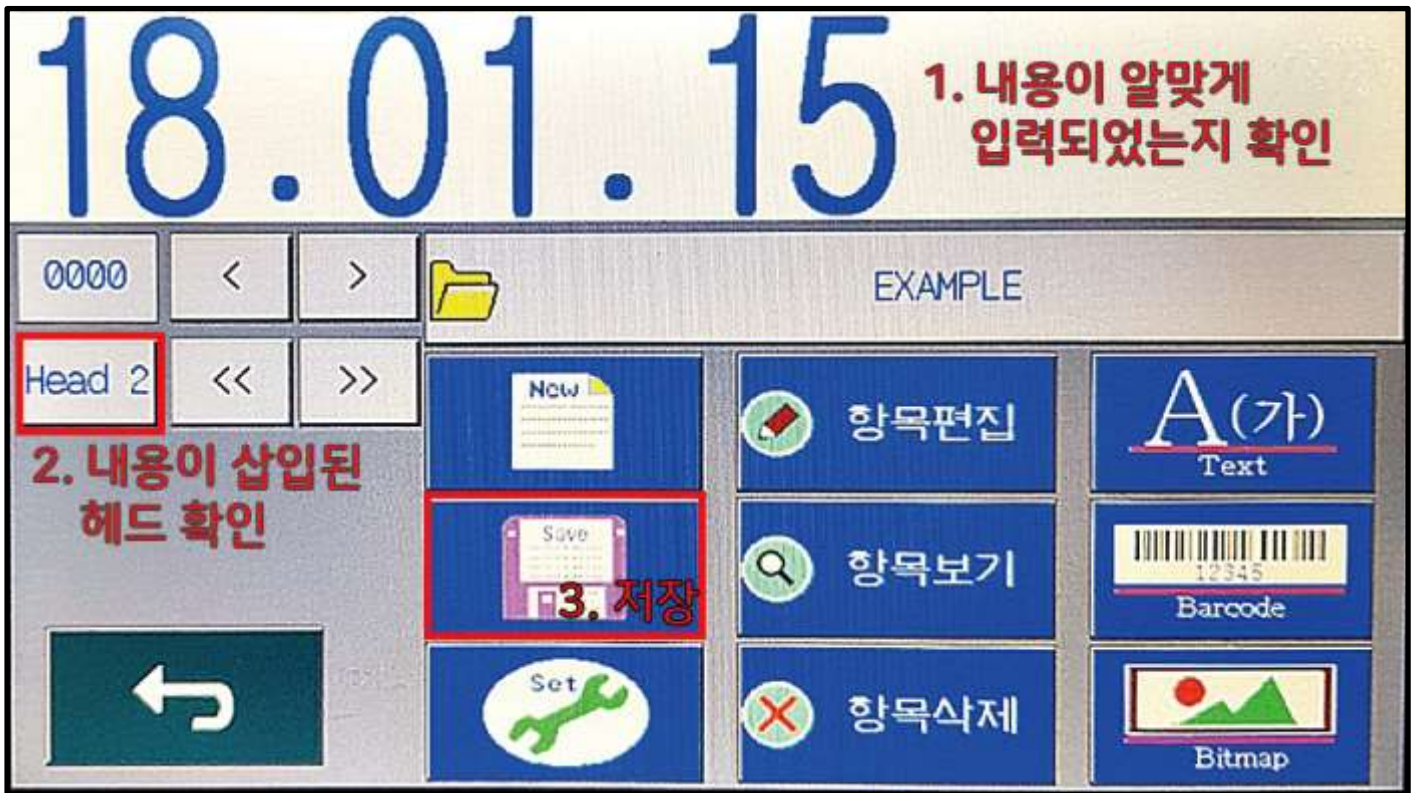 18.01.15
1. 내용이 알맞게
입력되었는지 확인
0000
<
>
EXAMPLE
Head 2
<<
>>
2. 내용이 삽입된
헤드 확인
New
항목편집
A(가)
Text
Save
3. 저장
항목보기
12345
Barcode
Set
항목삭제
Bitmap